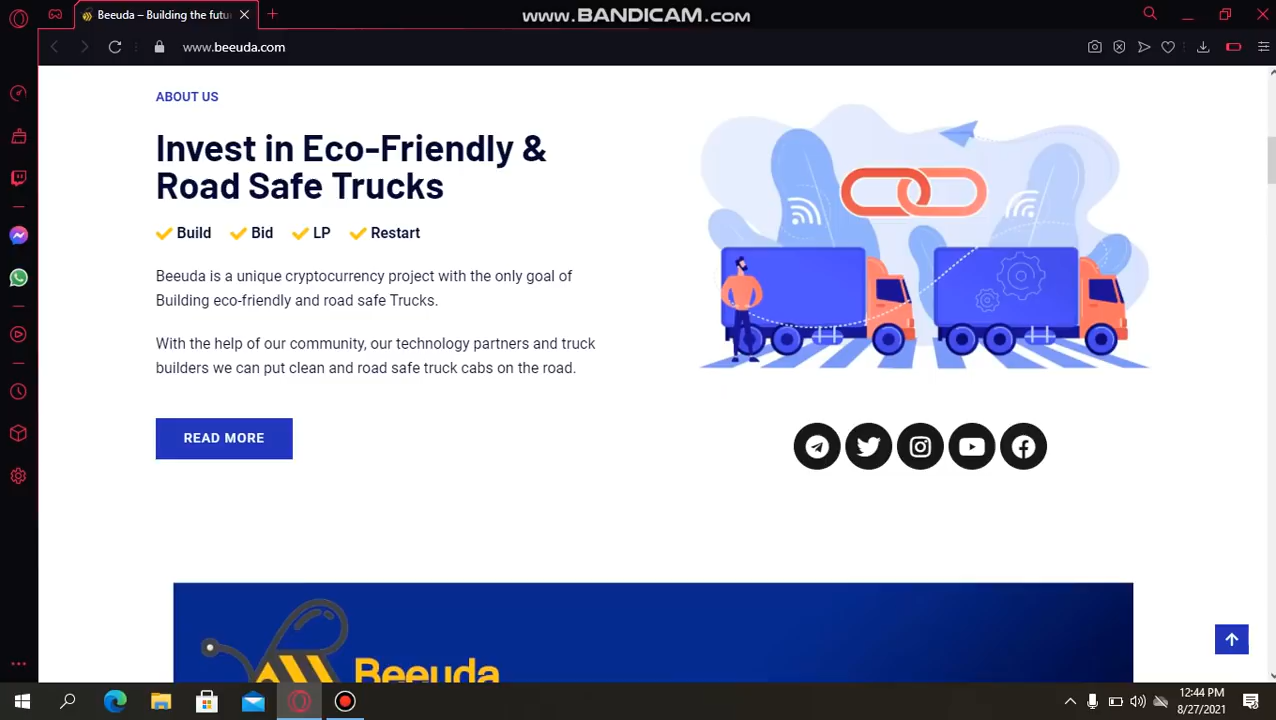 Beeuda – Building the futu
www.BANDICAM.com
www.beeuda.com
ABOUT US
Invest in Eco-Friendly &
Road Safe Trucks
Build Bid LP Restart
Beeuda is a unique cryptocurrency project with the only goal of
Building eco-friendly and road safe Trucks.
With the help of our community, our technology partners and truck
builders we can put clean and road safe truck cabs on the road.
READ MORE
Beeuda
12:44 PM
8/27/2021